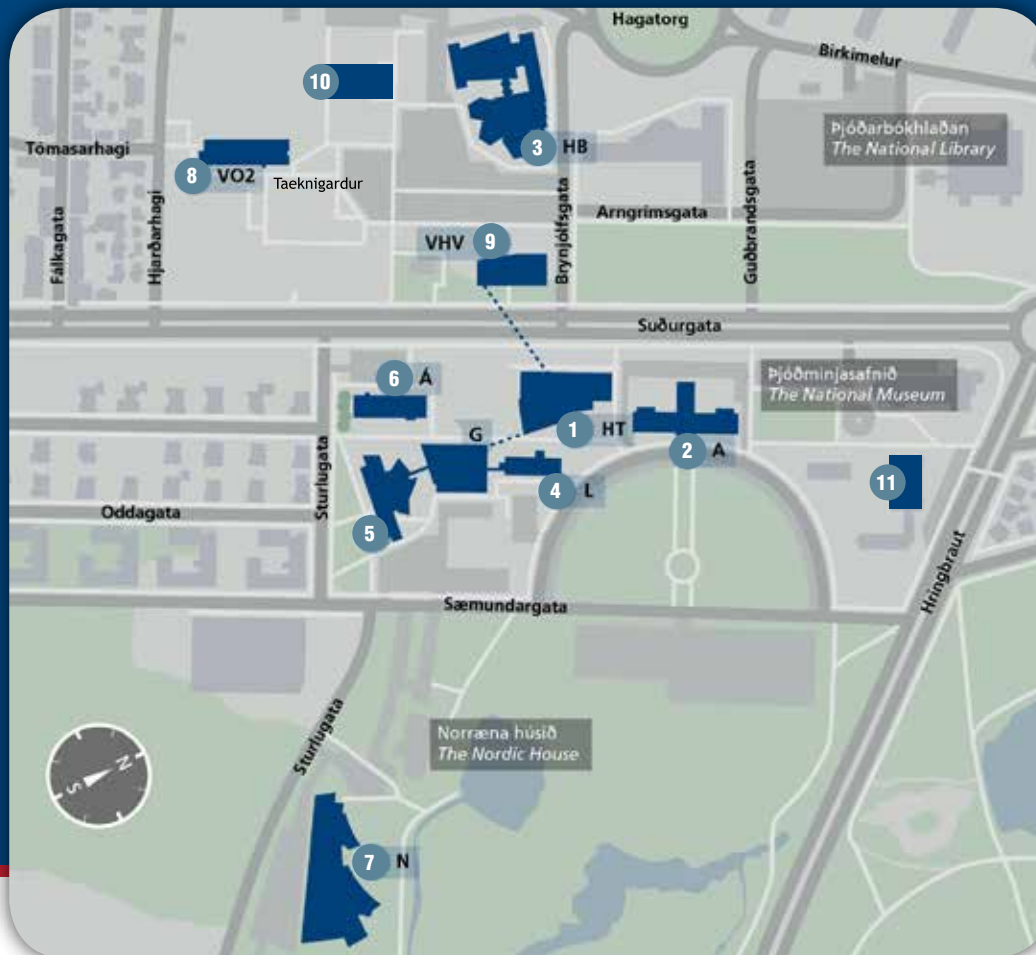 Hagatorg
Birkimelur
10
Þjóðarbókhlaðan
The National Library
3 HB
Tómasarhagi
8 VO2
Taeknigardur
Arngrímsgata
VHV 9
Fálkagata
Hjarðarhagi
Brynjólfsgata
Guðbrandsgata
Suðurgata
6 Á
Þjóðminjasafnið
The National Museum
G
1 HT
2 A
4 L
11
5
Oddagata
Sturlugata
Hringbraut
Sæmundargata
Norræna húsið
The Nordic House
Sturlugata
N
S
7 N